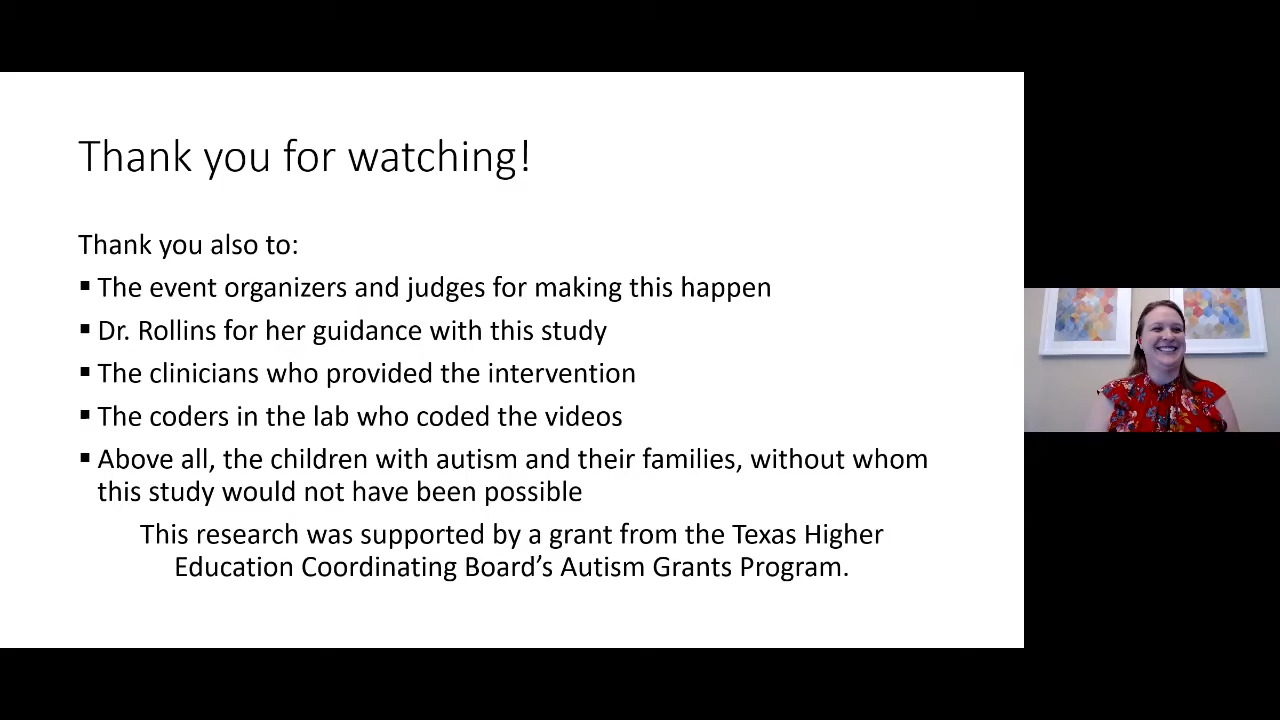 Thank you for watching!
Thank you also to:
▪ The event organizers and judges for making this happen
▪ Dr. Rollins for her guidance with this study
▪ The clinicians who provided the intervention
▪ The coders in the lab who coded the videos
▪ Above all, the children with autism and their families, without whom
this study would not have been possible
This research was supported by a grant from the Texas Higher
Education Coordinating Board’s Autism Grants Program.